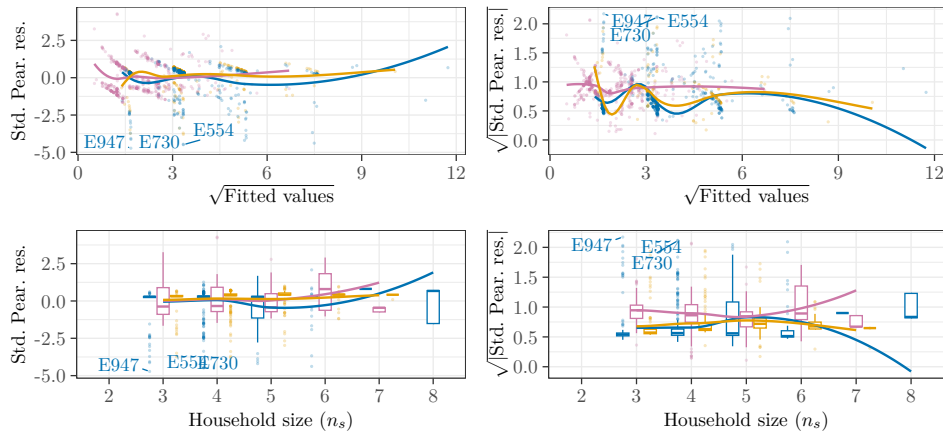 Std. Pear. res.
2.5
0.0
-2.5
-5.0
E554
E947
E730
0
3
6
9
12
√Fitted values
√|Std. Pear. res.|
2.0
1.5
1.0
0.5
0.0
E947
E554
E730
0
3
6
9
12
√Fitted values
Std. Pear. res.
2.5
0.0
-2.5
-5.0
E947
E554
E730
2
3
4
5
6
7
8
Household size (nₛ)
√|Std. Pear. res.|
2.0
1.5
1.0
0.5
0.0
E947
E554
E730
2
3
4
5
6
7
8
Household size (nₛ)